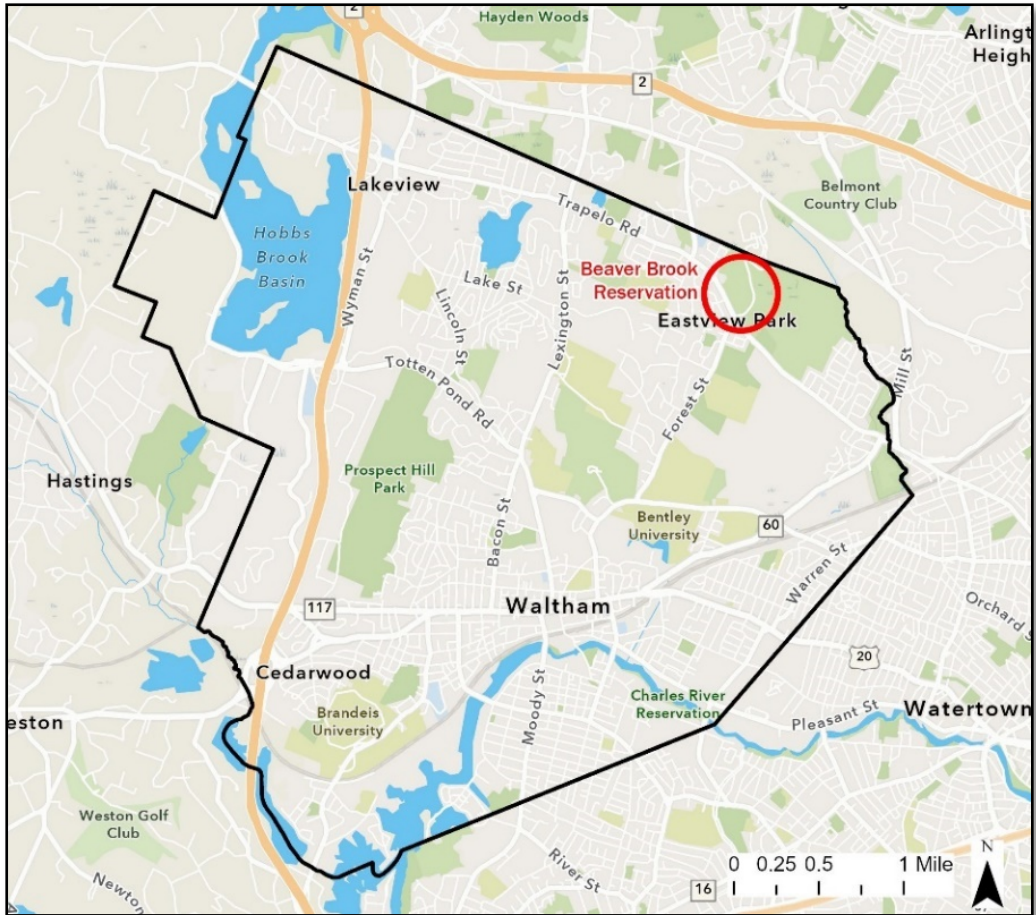 2
Hayden Woods
Arlingt
Heigh
2
Belmont
Country Club
Lakeview
Trapelo Rd
Hobbs
Brook
Basin
Wyman St
Lake St
Lincoln St
Lexington St
Beaver Brook
Reservation
Eastview Park
Mill St
Totten Pond Rd
Forest St
Hastings
Prospect Hill
Park
Bacon St
Bentley
University
60
Warren St
117
Waltham
Orchard S
20
Cedarwood
Brandeis
University
Moody St
Charles River
Reservation
Pleasant St
Watertown
eston
Weston Golf
Club
Newton
River St
16
N
0 0.25 0.5 1 Mile